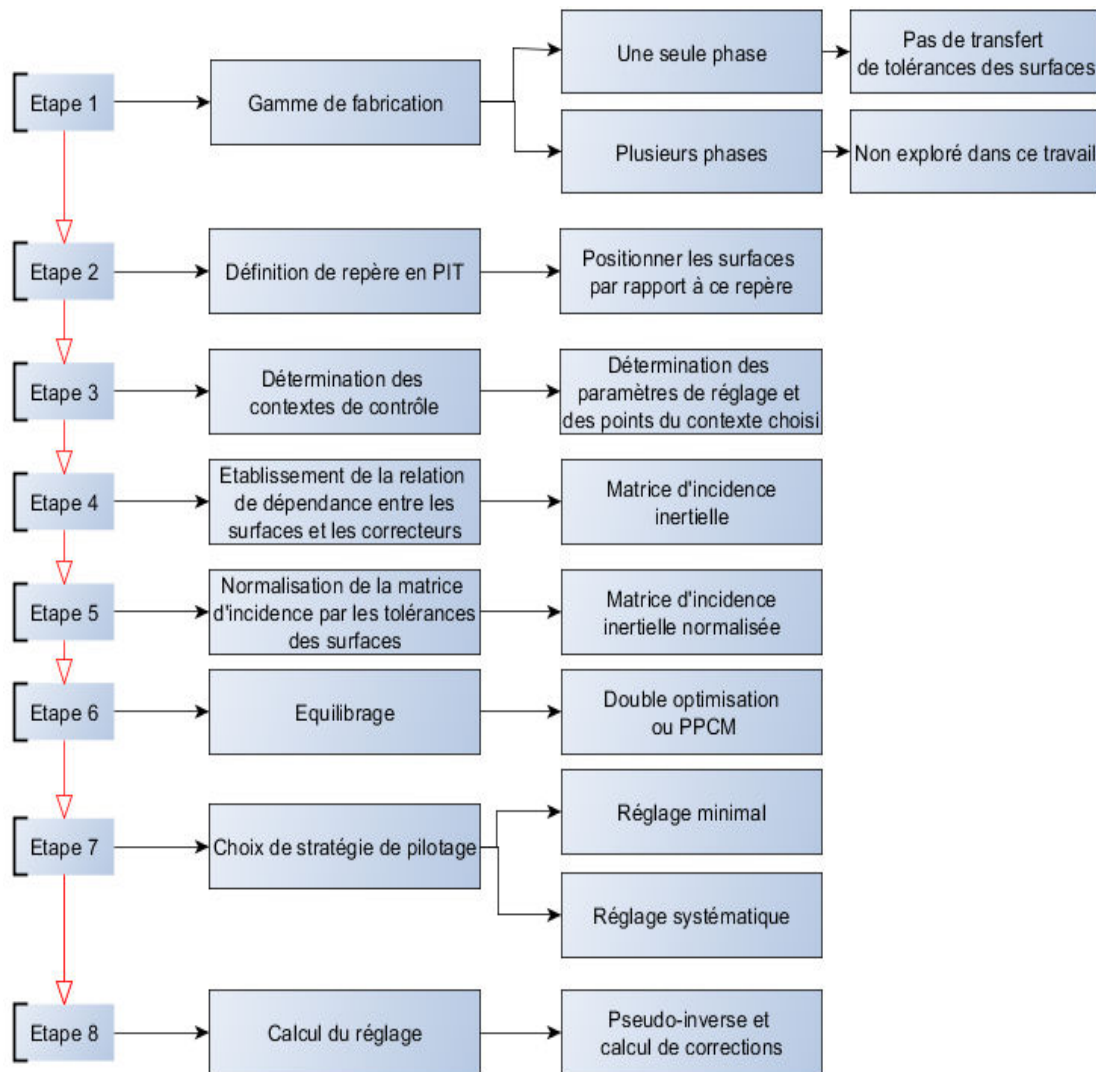 Etape 1
Gamme de fabrication
Une seule phase
Pas de transfert
de tolérances des surfaces
Plusieurs phases
Non exploré dans ce travail
Etape 2
Définition de repère en PIT
Positionner les surfaces
par rapport à ce repère
Etape 3
Détermination des
contextes de contrôle
Détermination des
paramètres de réglage et
des points du contexte choisi
Etape 4
Etablissement de la relation
de dépendance entre les
surfaces et les correcteurs
Matrice d'incidence
inertielle
Etape 5
Normalisation de la matrice
d'incidence par les tolérances
des surfaces
Matrice d'incidence
inertielle normalisée
Etape 6
Equilibrage
Double optimisation
ou PPCM
Etape 7
Choix de stratégie de pilotage
Réglage minimal
Réglage systématique
Etape 8
Calcul du réglage
Pseudo-inverse et
calcul de corrections